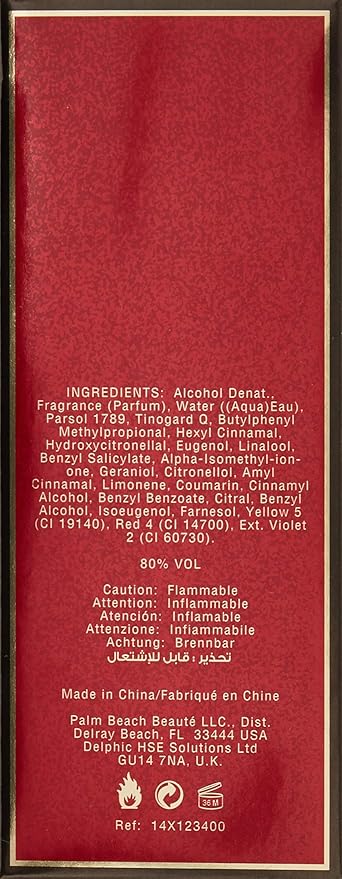 INGREDIENTS: Alcohol Denat.,
Fragrance (Parfum), Water ((Aqua)Eau),
Parsol 1789, Tinogard Q, Butylphenyl
Methylpropional, Hexyl Cinnamal,
Hydroxycitronellal, Eugenol, Linalool,
Benzyl Salicylate, Alpha-Isomethyl-ion-
one, Geraniol, Citronellol, Amyl
Cinnamal, Limonene, Coumarin, Cinnamyl
Alcohol, Benzyl Benzoate, Citral, Benzyl
Alcohol, Isoeugenol, Farnesol, Yellow 5
(CI 19140), Red 4 (CI 14700), Ext. Violet
2 (CI 60730).
80% VOL
Caution: Flammable
Attention: Inflammable
Atención: Inflamable
Attenzione: Infiammabile
Achtung: Brennbar
تحذير: قابل للإشتعال
Made in China/Fabriqué en Chine
Palm Beach Beauté LLC., Dist.
Delray Beach, FL 33444 USA
Delphic HSE Solutions Ltd
GU14 7NA, U.K.
36M
Ref: 14X123400